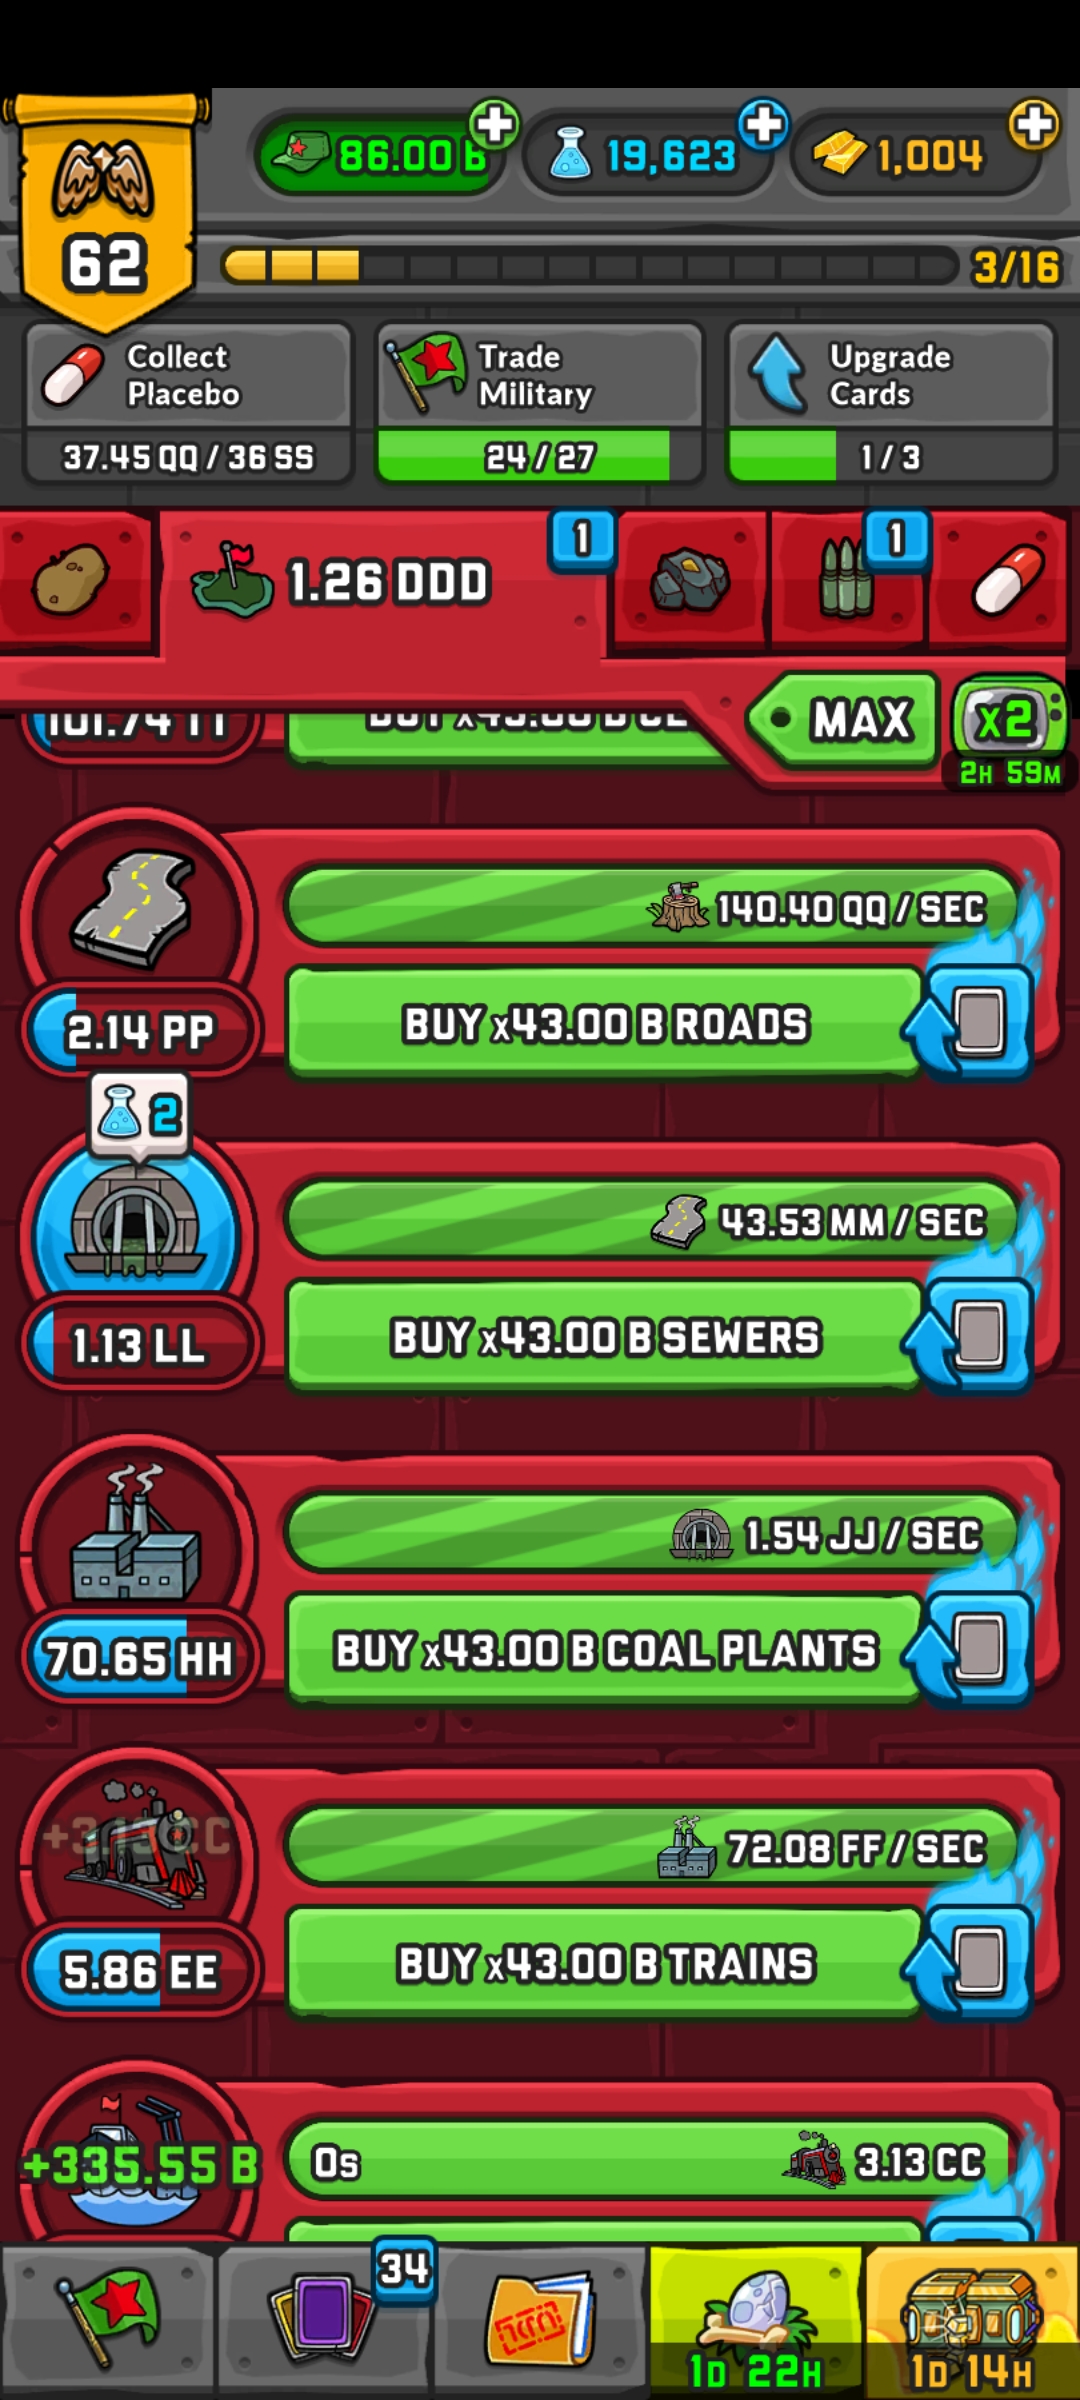 86.00 B
19,623
1,004
62
3/16
Collect
Placebo
37.45 QQ / 36 SS
Trade
Military
24 / 27
Upgrade
Cards
1 / 3
1.26 DDD
1
1
MAX
x2
2H 59M
101.74 TT
2.14 PP
140.40 QQ / SEC
BUY x43.00 B ROADS
2
1.13 LL
43.53 MM / SEC
BUY x43.00 B SEWERS
70.65 HH
1.54 JJ / SEC
BUY x43.00 B COAL PLANTS
5.86 EE
72.08 FF / SEC
BUY x43.00 B TRAINS
+335.55 B
0s
3.13 CC
34
1D 22H
1D 14H